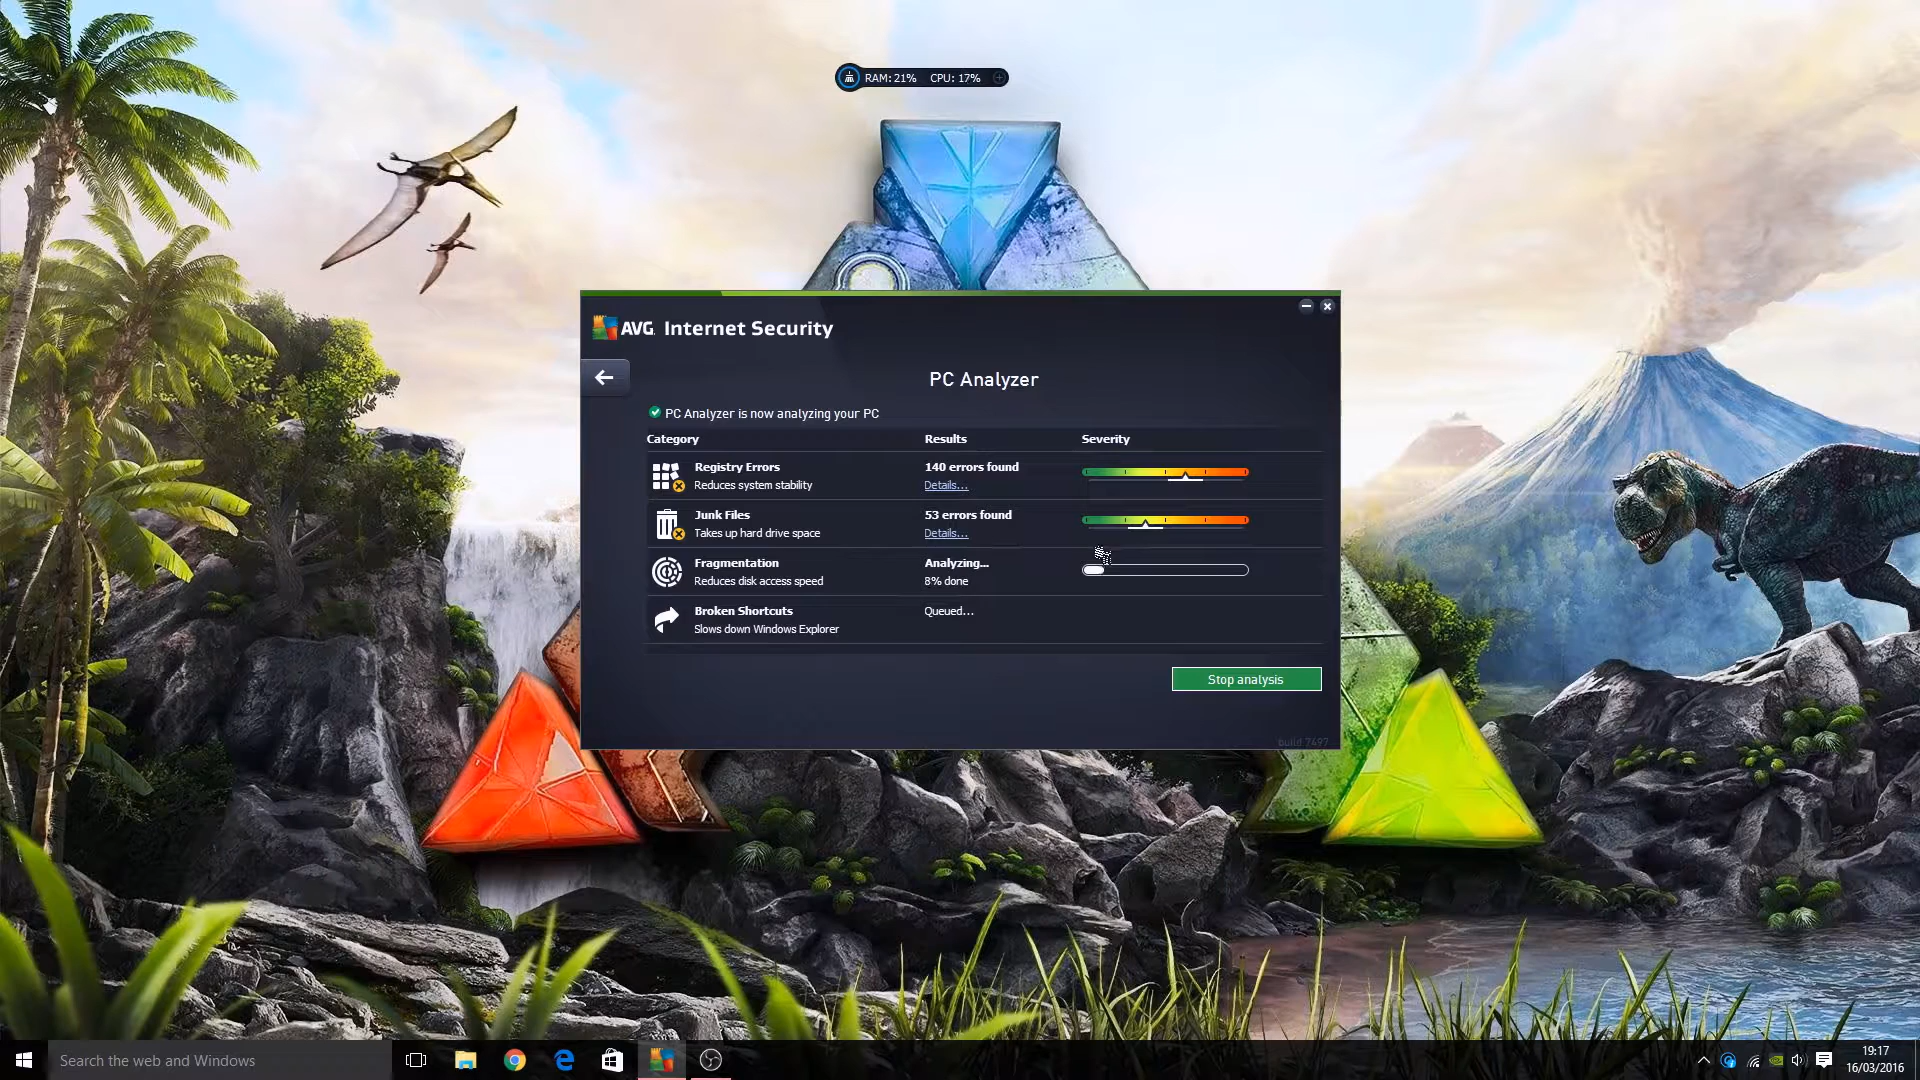 RAM: 21% CPU: 17%
AVG Internet Security
PC Analyzer
PC Analyzer is now analyzing your PC
Category Results Severity
Registry Errors 140 errors found
Reduces system stability Details...
Junk Files 53 errors found
Takes up hard drive space Details...
Fragmentation Analyzing...
Reduces disk access speed 8% done
Broken Shortcuts Queued...
Slows down Windows Explorer
Stop analysis
build 7497
Search the web and Windows
19:17
16/03/2016